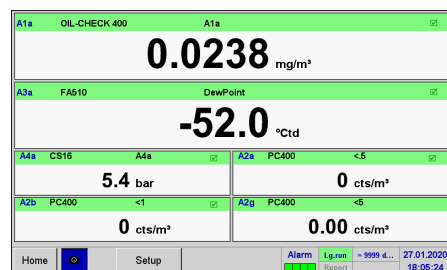 A1a OIL-CHECK 400 A1a
0.0238 mg/m³
A3a FA510 DewPoint
-52.0 °Ctd
A4a CS16 A4a A2a PC400 <.5
5.4 bar 0 cts/m³
A2b PC400 <1 A2g PC400 <5
0 cts/m³ 0.00 cts/m³
Home Setup Alarm Lg.run = 9999 d... 27.01.2020
Report 18:05:24